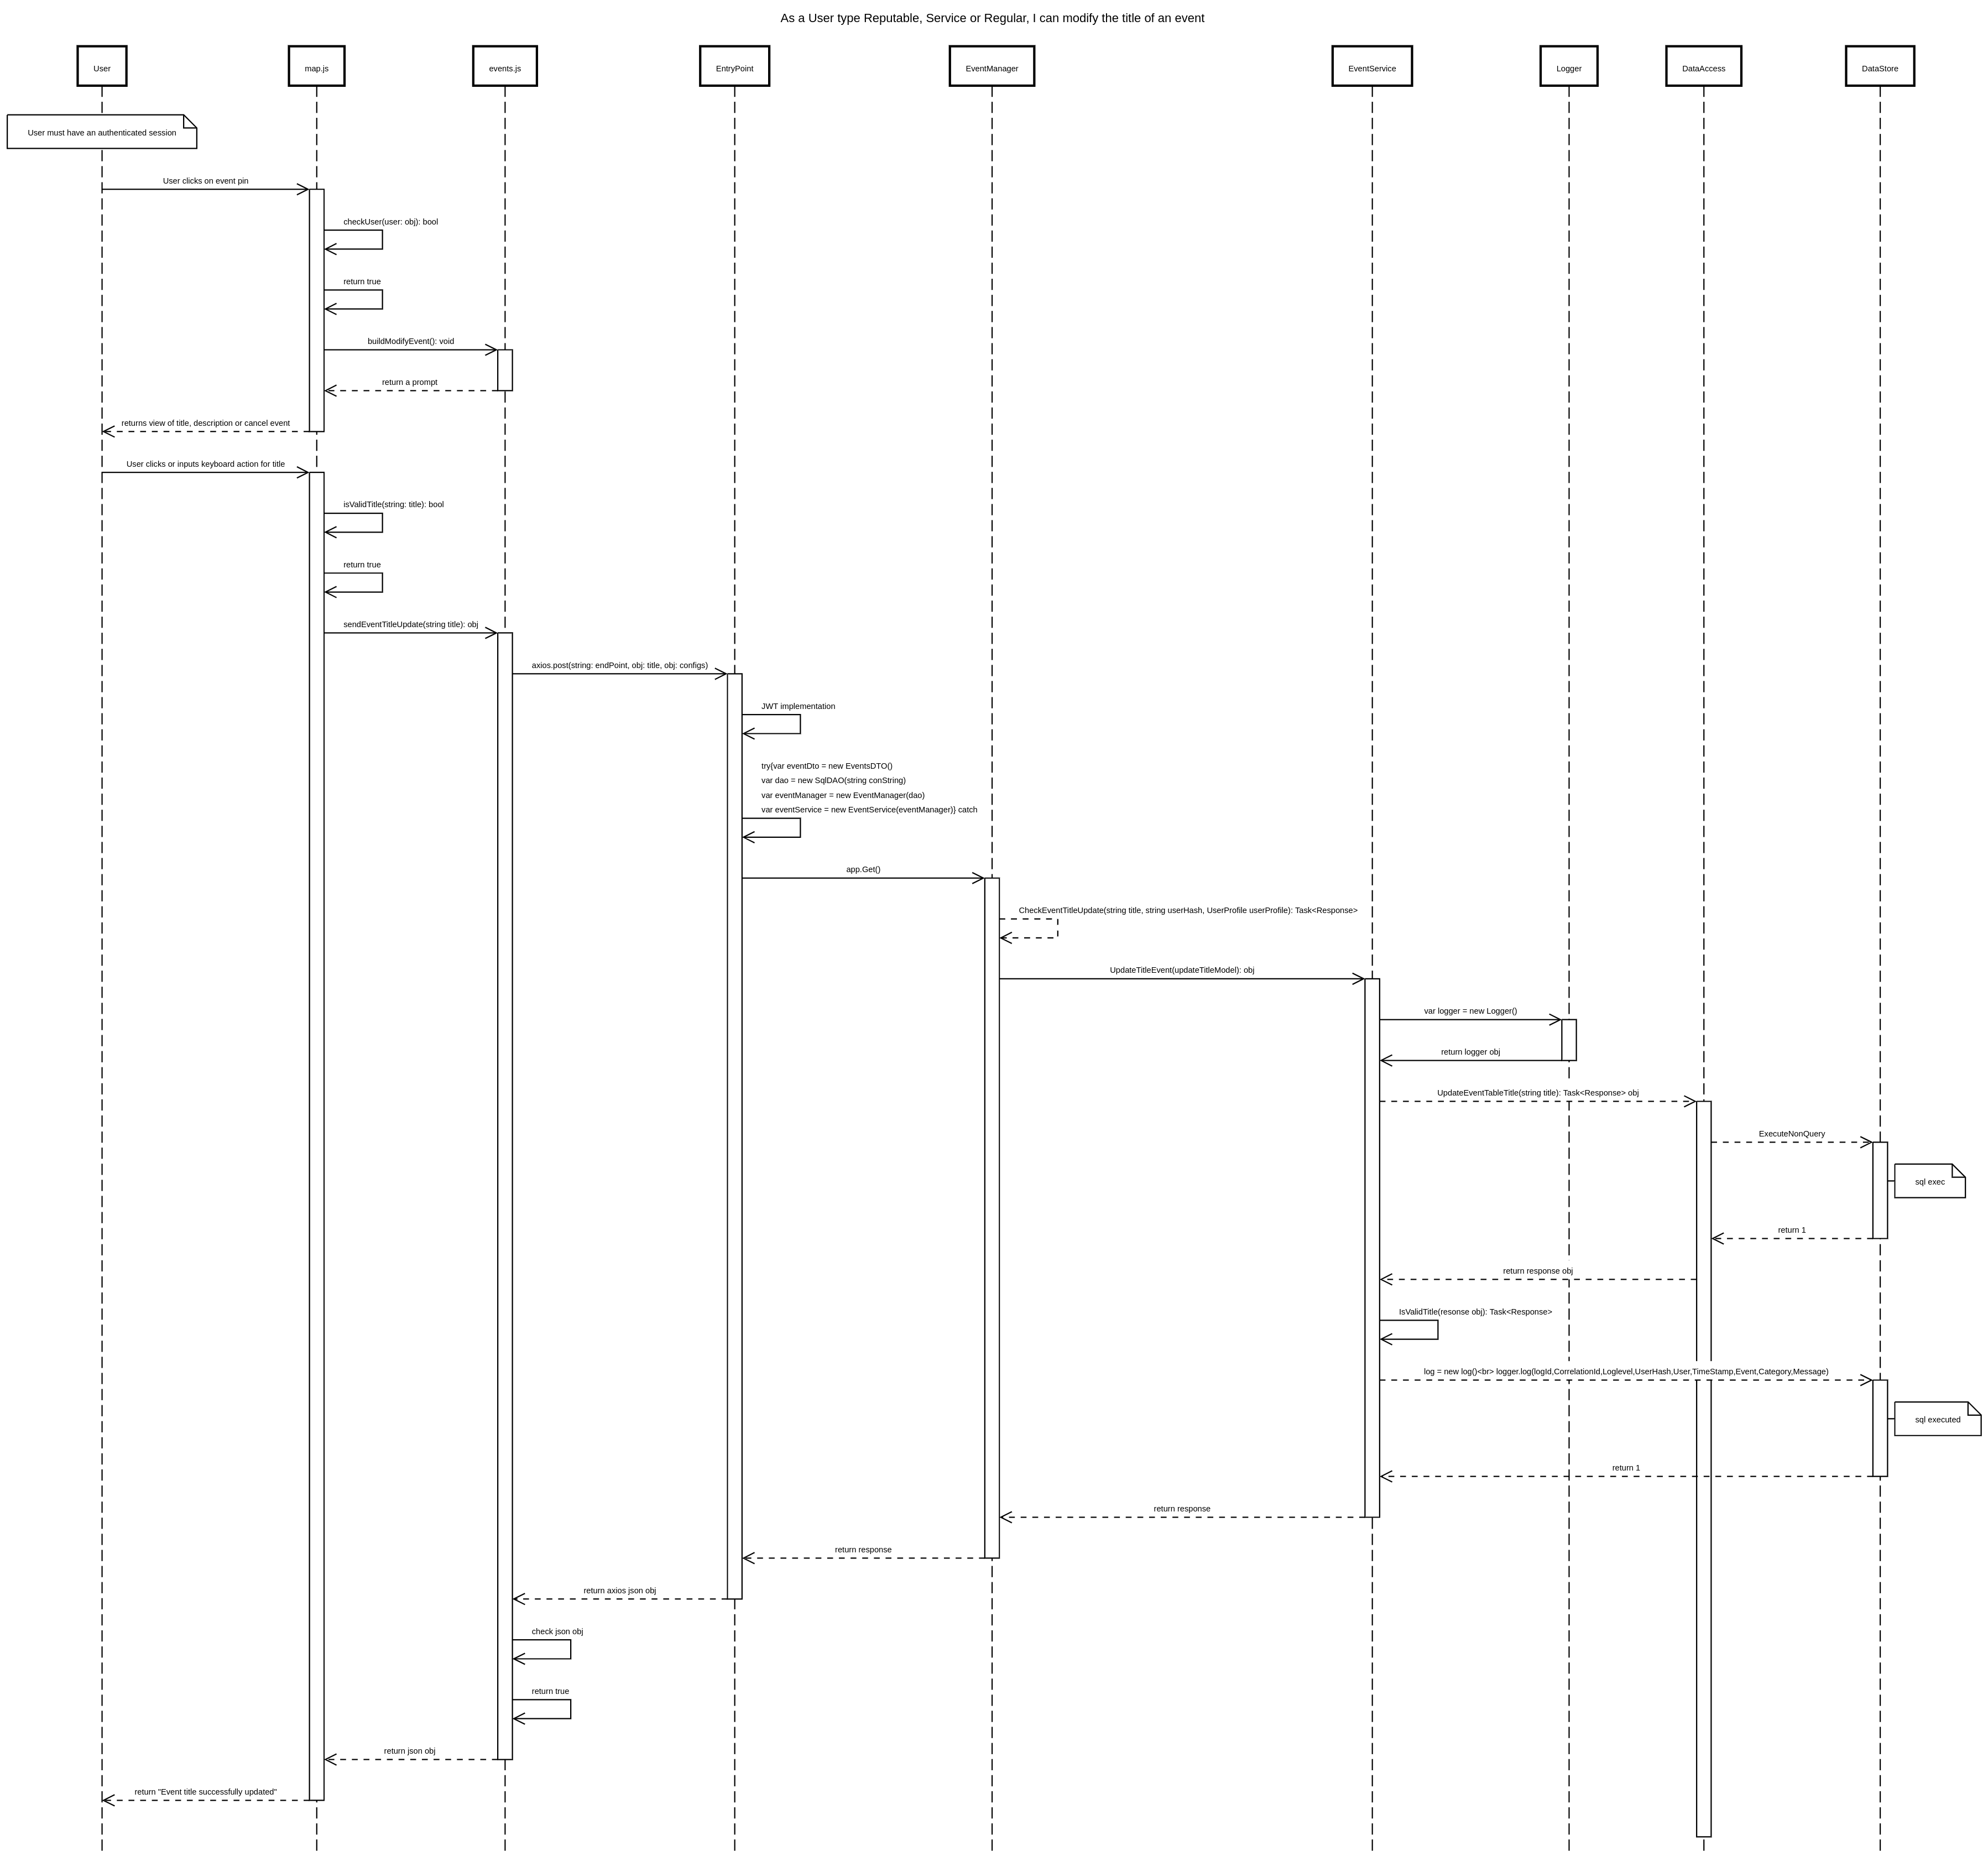 As a User type Reputable, Service or Regular, I can modify the title of an event
User
map.js
events.js
EntryPoint
EventManager
EventService
Logger
DataAccess
DataStore
User must have an authenticated session
User clicks on event pin
checkUser(user: obj): bool
return true
buildModifyEvent(): void
return a prompt
returns view of title, description or cancel event
User clicks or inputs keyboard action for title
isValidTitle(string: title): bool
return true
sendEventTitleUpdate(string title): obj
axios.post(string: endPoint, obj: title, obj: configs)
JWT implementation
try{var eventDto = new EventsDTO()
var dao = new SqlDAO(string conString)
var eventManager = new EventManager(dao)
var eventService = new EventService(eventManager)} catch
app.Get()
CheckEventTitleUpdate(string title, string userHash, UserProfile userProfile): Task<Response>
UpdateTitleEvent(updateTitleModel): obj
var logger = new Logger()
return logger obj
UpdateEventTableTitle(string title): Task<Response> obj
ExecuteNonQuery
sql exec
return 1
return response obj
IsValidTitle(resonse obj): Task<Response>
log = new log()<br> logger.log(logId,CorrelationId,Loglevel,UserHash,User,TimeStamp,Event,Category,Message)
sql executed
return 1
return response
return response
return axios json obj
check json obj
return true
return json obj
return "Event title successfully updated"